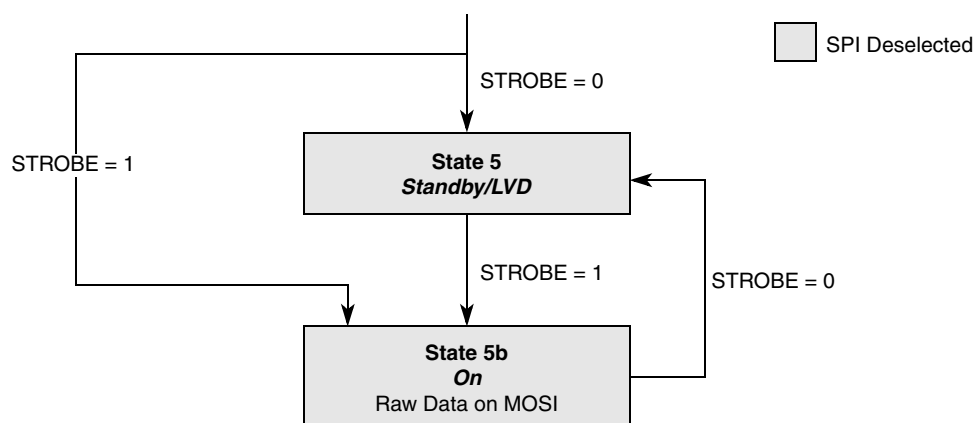 SPI Deselected
STROBE = 0
State 5
Standby/LVD
STROBE = 1
STROBE = 1
STROBE = 0
State 5b
On
Raw Data on MOSI